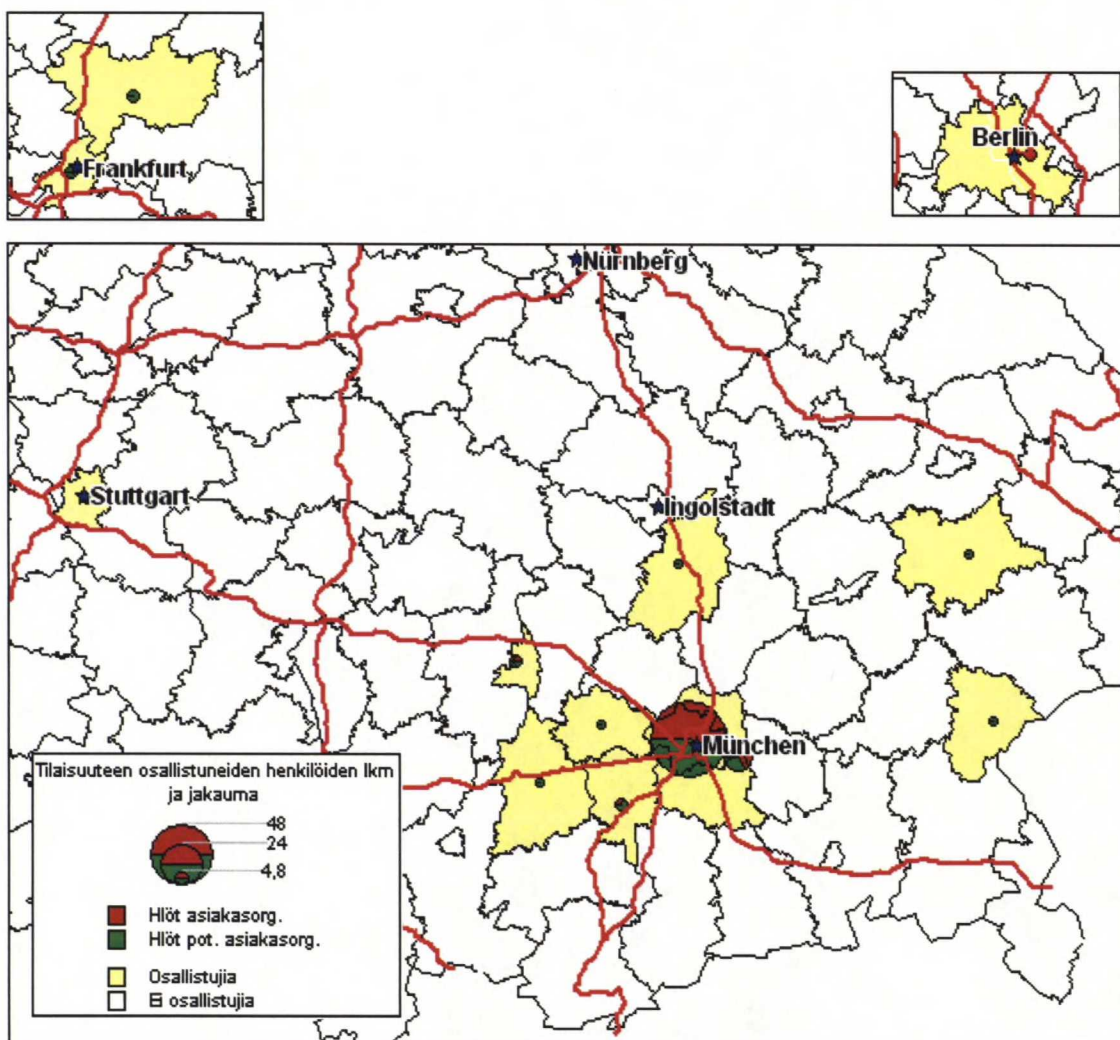 Frankfurt
Berlin
Nürnberg
Stuttgart
Ingolstadt
München
Tilaisuuteen osallistuneiden henkilöiden lkm
ja jakauma
48
24
4,8
Hlöt asiakasorg.
Hlöt pot. asiakasorg.
Osallistujia
Ei osallistujia